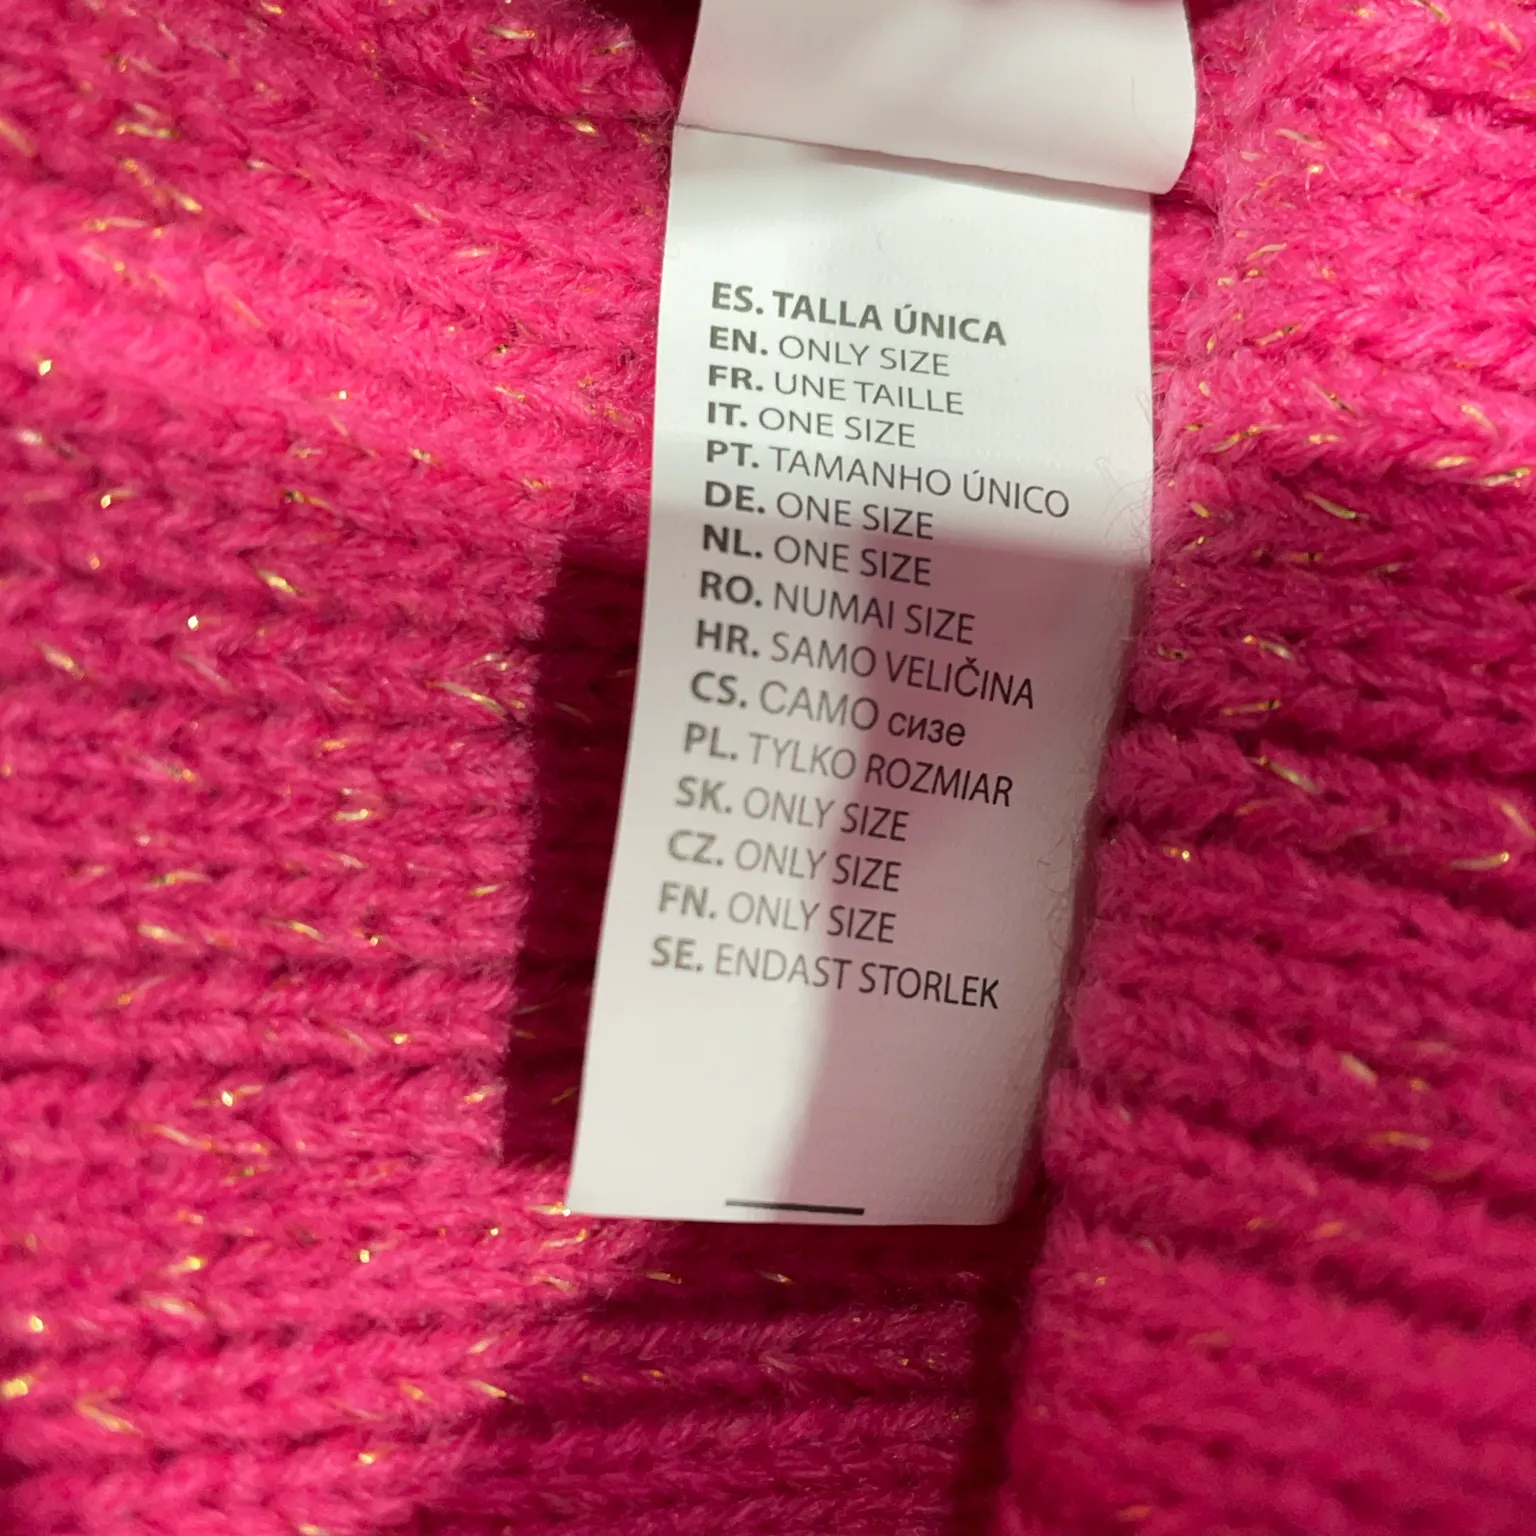 ES. TALLA ÚNICA
EN. ONLY SIZE
FR. UNE TAILLE
IT. ONE SIZE
PT. TAMANHO ÚNICO
DE. ONE SIZE
NL. ONE SIZE
RO. NUMAI SIZE
HR. SAMO VELIČINA
CS. САМО сизе
PL. TYLKO ROZMIAR
SK. ONLY SIZE
CZ. ONLY SIZE
FN. ONLY SIZE
SE. ENDAST STORLEK